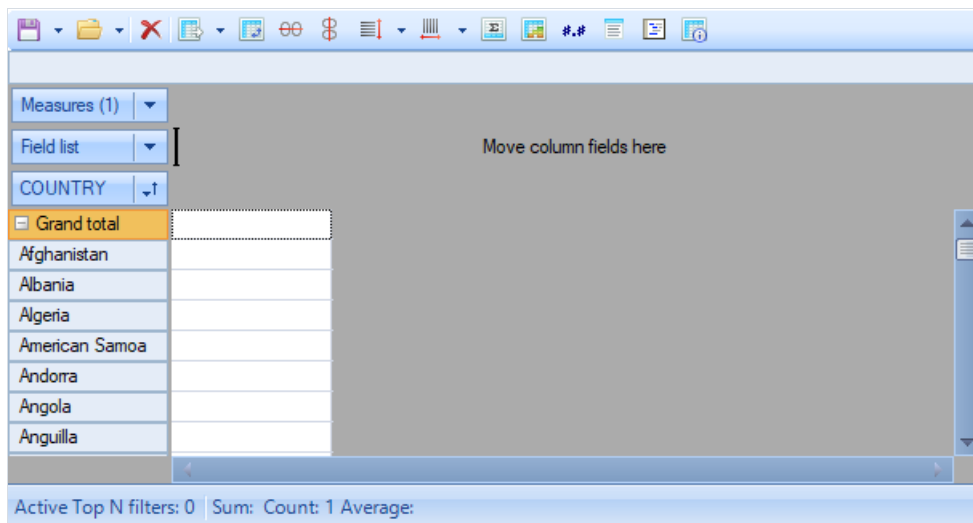 Σ
#.#
Measures (1)
Field list
Move column fields here
COUNTRY
Grand total
Afghanistan
Albania
Algeria
American Samoa
Andorra
Angola
Anguilla
Active Top N filters: 0 Sum: Count: 1 Average: